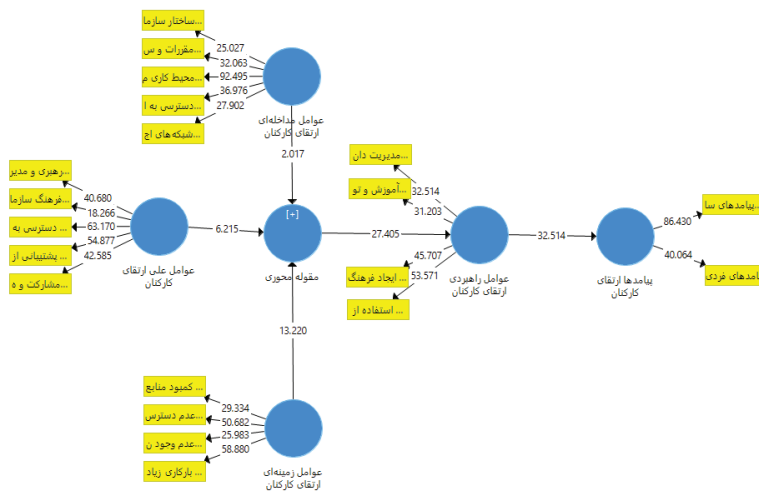 ساختار سازما...
مقررات و س...
محیط کاری م...
دسترسی به ا...
شبکه‌های اج...
25.027
32.063
92.495
36.976
27.902
عوامل مداخله‌ای
ارتقای کارکنان
2.017
رهبری و مدیر...
فرهنگ سازما...
دسترسی به ...
پشتیبانی از ...
مشارکت و ه...
40.680
18.266
63.170
54.877
42.585
عوامل علی ارتقای
کارکنان
6.215
[+]
مقوله محوری
27.405
مدیریت دان...
آموزش و تو...
ایجاد فرهنگ ...
استفاده از ...
32.514
31.203
45.707
53.571
عوامل راهبردی
ارتقای کارکنان
32.514
پیامدها ارتقای
کارکنان
86.430
40.064
پیامدهای سا...
یامدهای فردی
13.220
کمبود منابع ...
عدم دسترس...
عدم وجود ن...
بارکاری زیاد ...
29.334
50.682
25.983
58.880
عوامل زمینه‌ای
ارتقای کارکنان